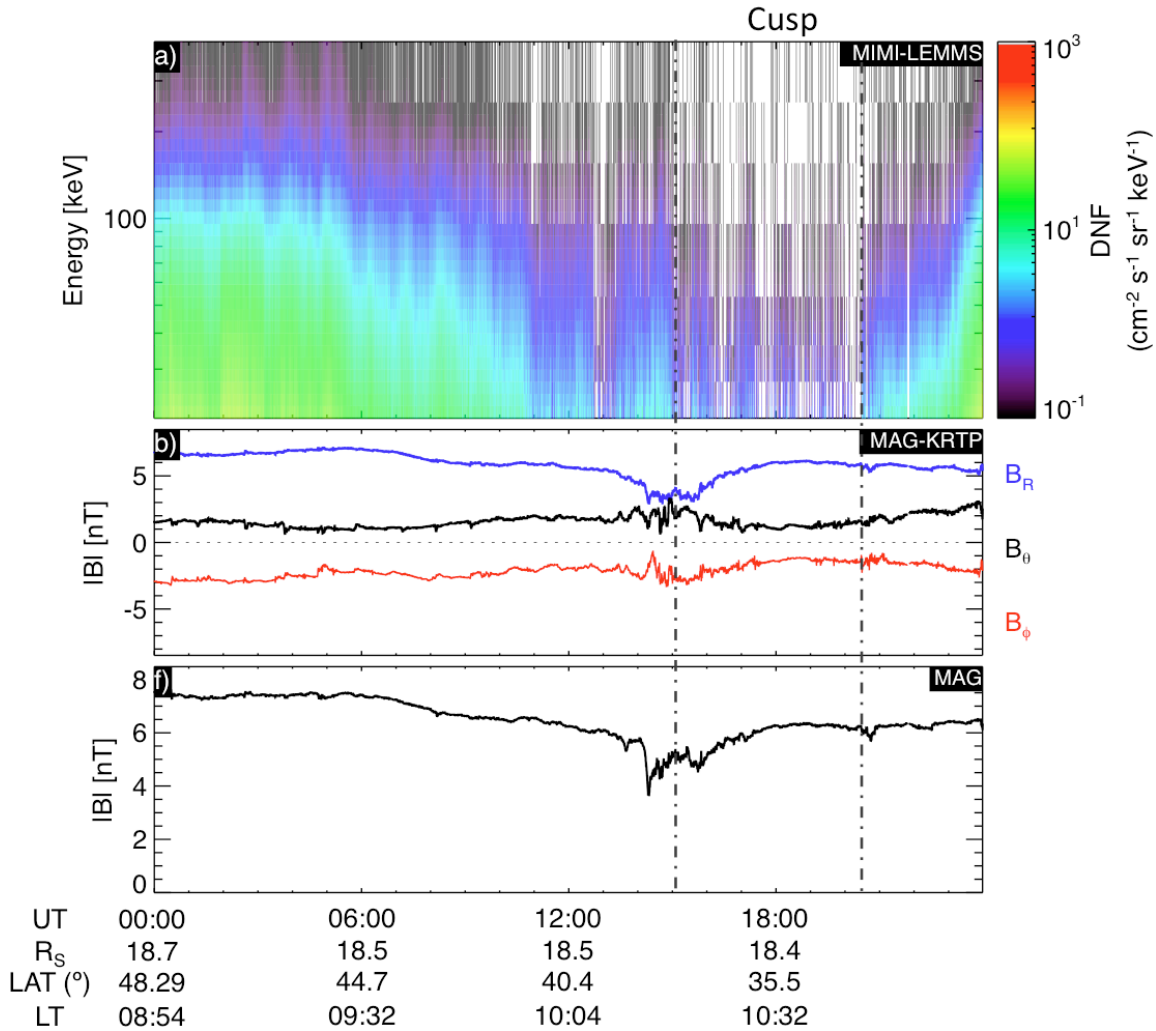 Cusp
a)
MIMI-LEMMS
Energy [keV]
100
10³
10¹
10⁻¹
DNF
(cm⁻² s⁻¹ sr⁻¹ keV⁻¹)
b)
MAG-KRTP
|B| [nT]
5
0
-5
B_R
B_θ
B_ϕ
f)
MAG
|B| [nT]
8
6
4
2
0
UT 00:00 06:00 12:00 18:00
R_S 18.7 18.5 18.5 18.4
LAT (º) 48.29 44.7 40.4 35.5
LT 08:54 09:32 10:04 10:32